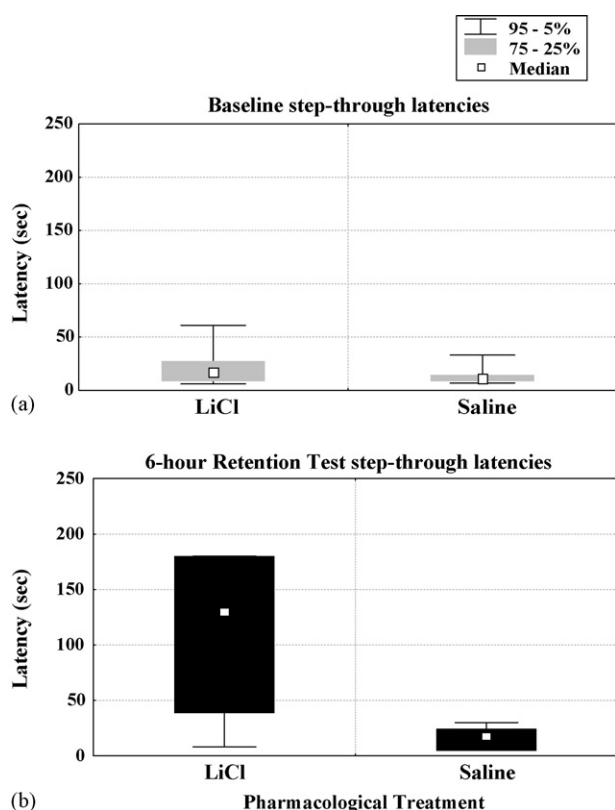 95 - 5%
75 - 25%
Median
Baseline step-through latencies
250
200
150
100
50
0
Latency (sec)
LiCl
Saline
(a)
6-hour Retention Test step-through latencies
250
200
150
100
50
0
Latency (sec)
LiCl
Saline
(b)
Pharmacological Treatment